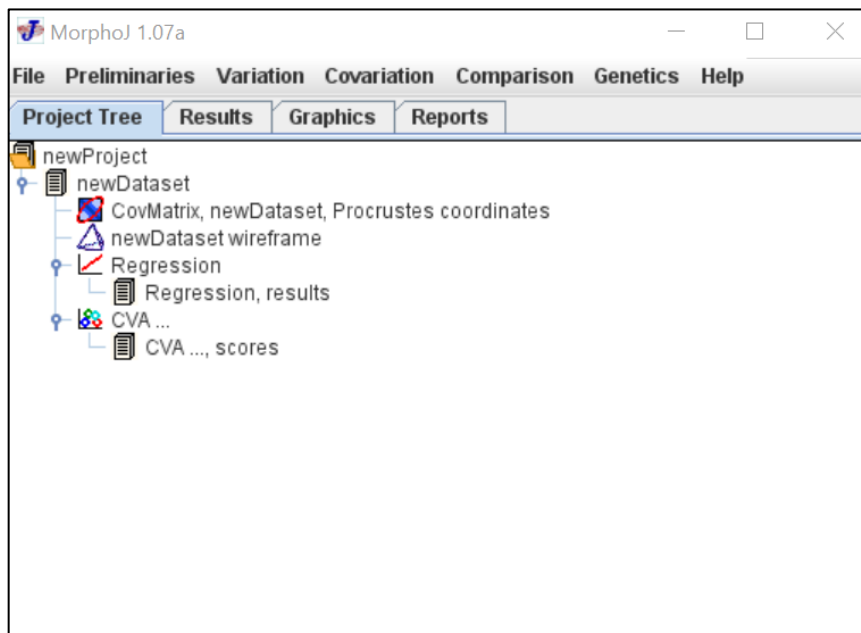 MorphoJ 1.07a
File Preliminaries Variation Covariation Comparison Genetics Help
Project Tree Results Graphics Reports
newProject
newDataset
CovMatrix, newDataset, Procrustes coordinates
newDataset wireframe
Regression
Regression, results
CVA ...
CVA ..., scores